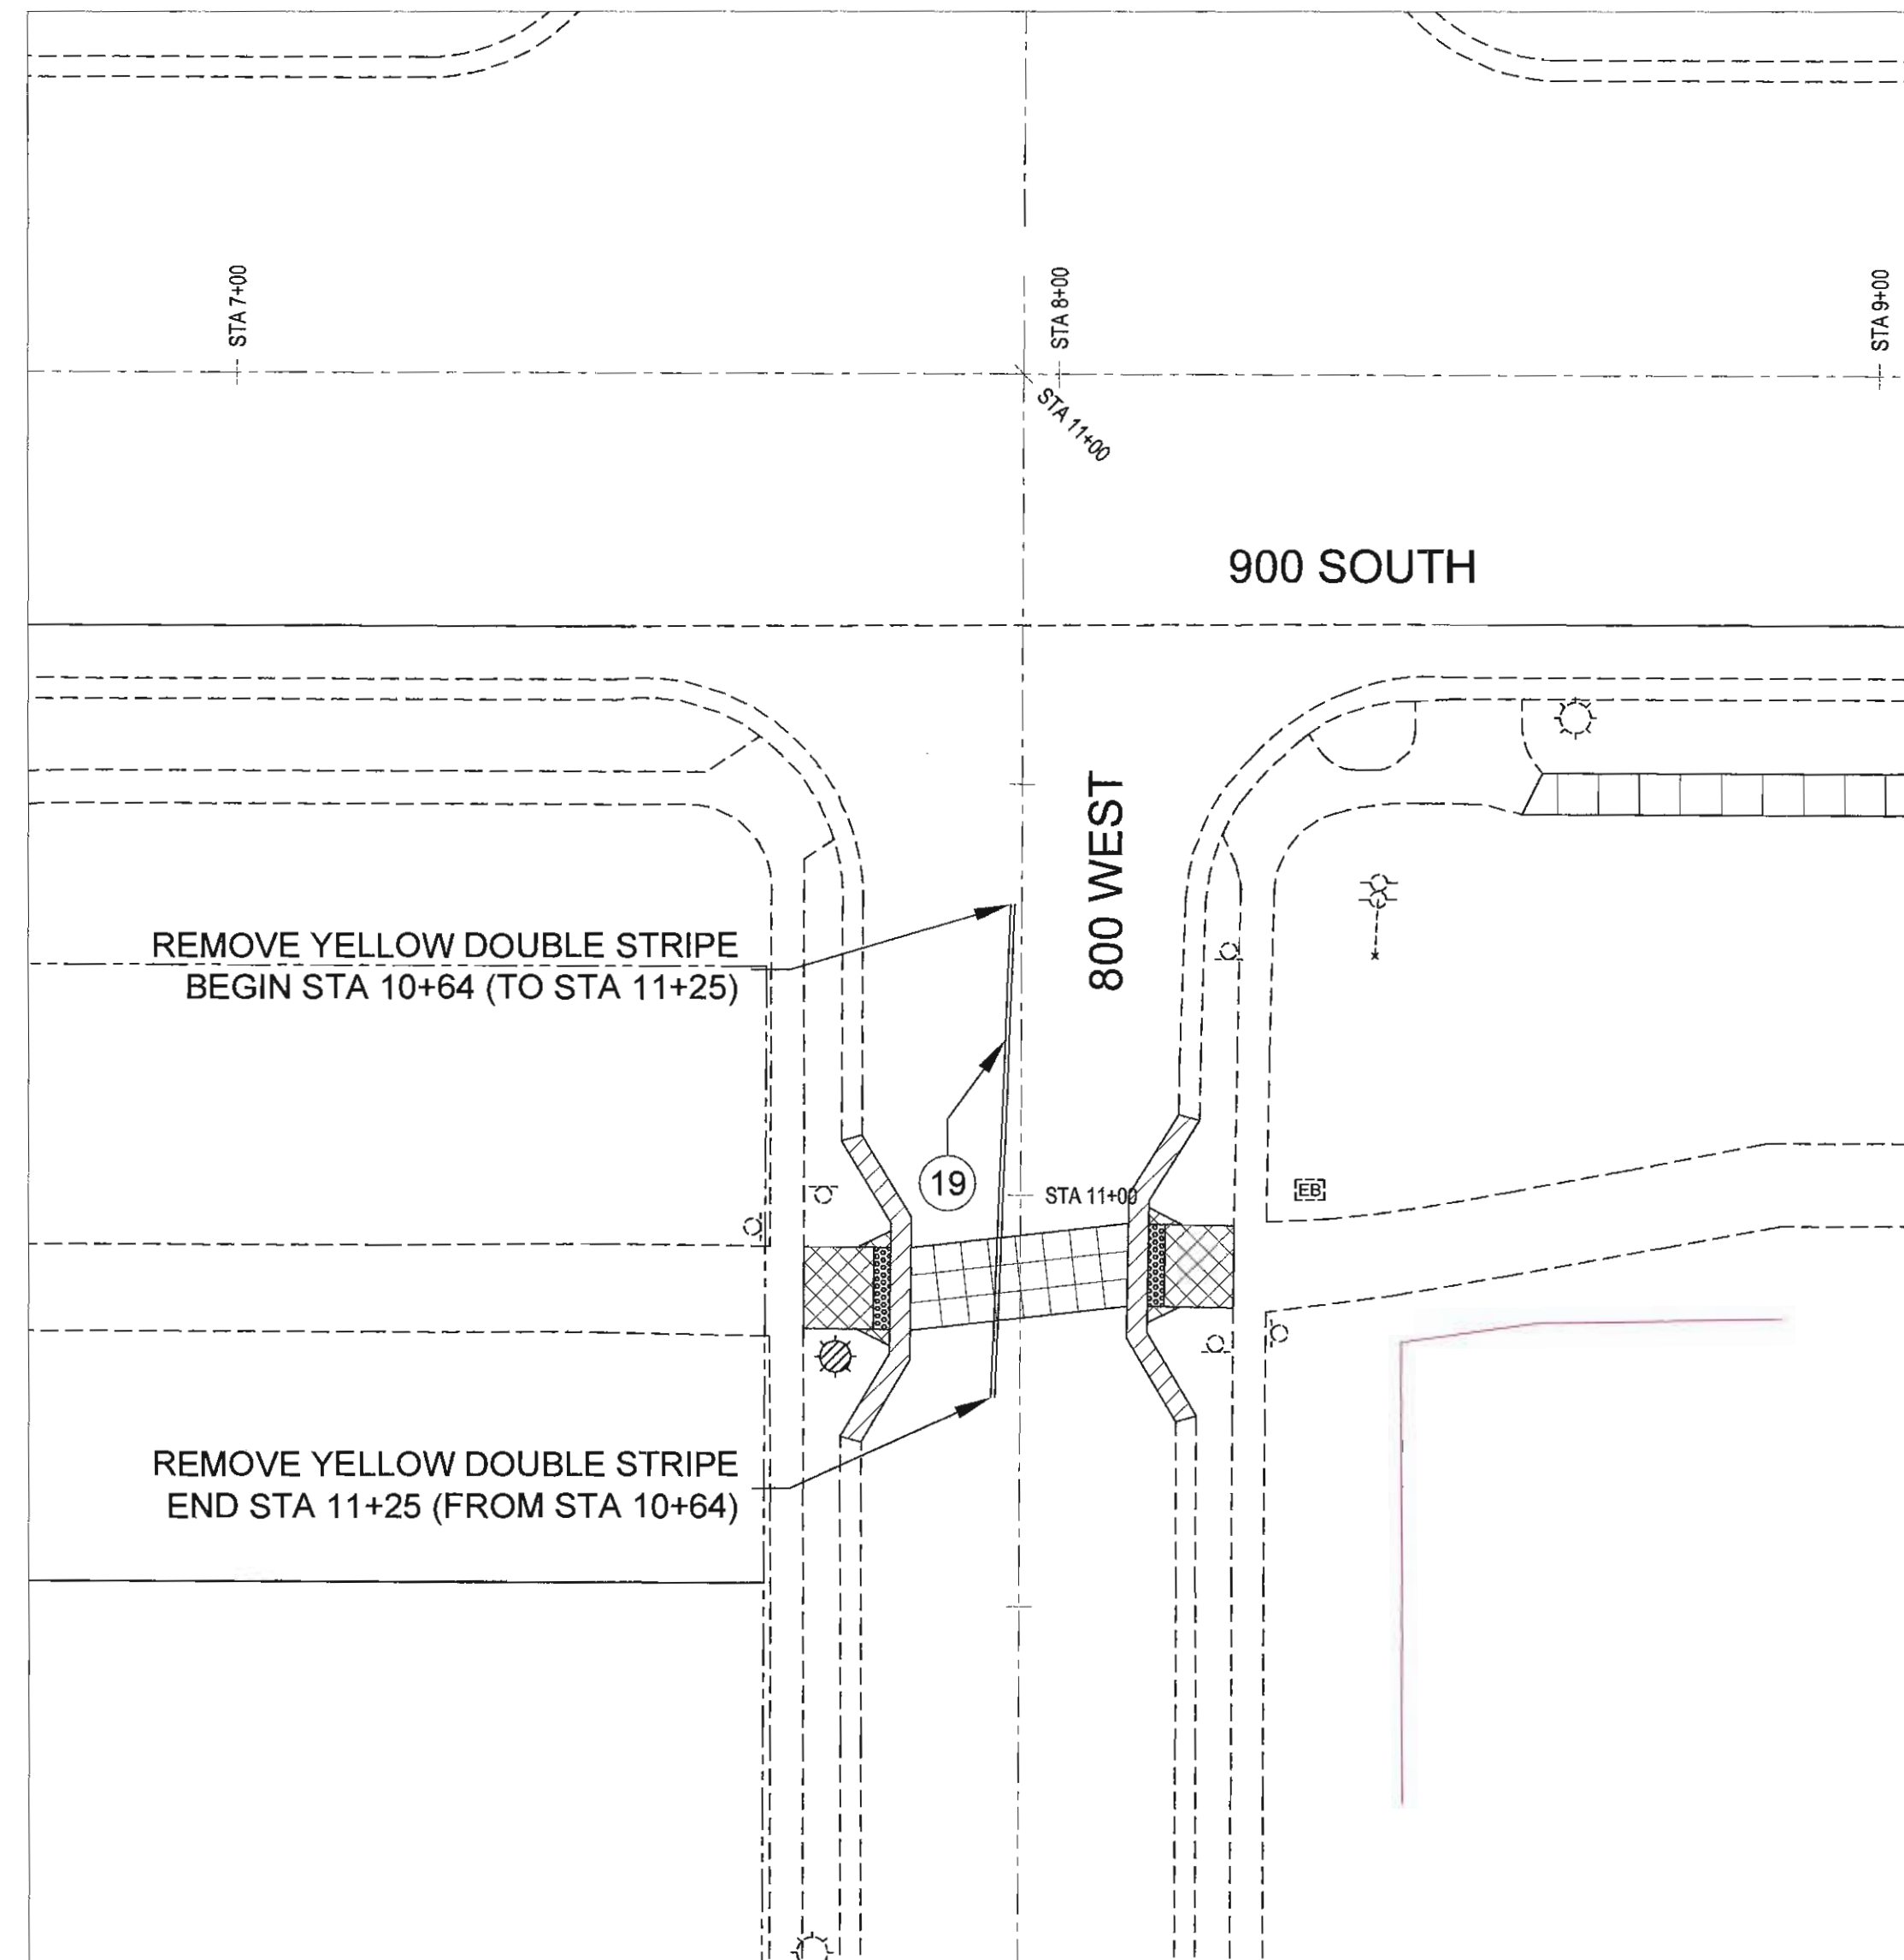 STA 7+00
STA 8+00
STA 9+00
STA 11+00
900 SOUTH
800 WEST
REMOVE YELLOW DOUBLE STRIPE
BEGIN STA 10+64 (TO STA 11+25)
19
STA 11+00
EB
REMOVE YELLOW DOUBLE STRIPE
END STA 11+25 (FROM STA 10+64)